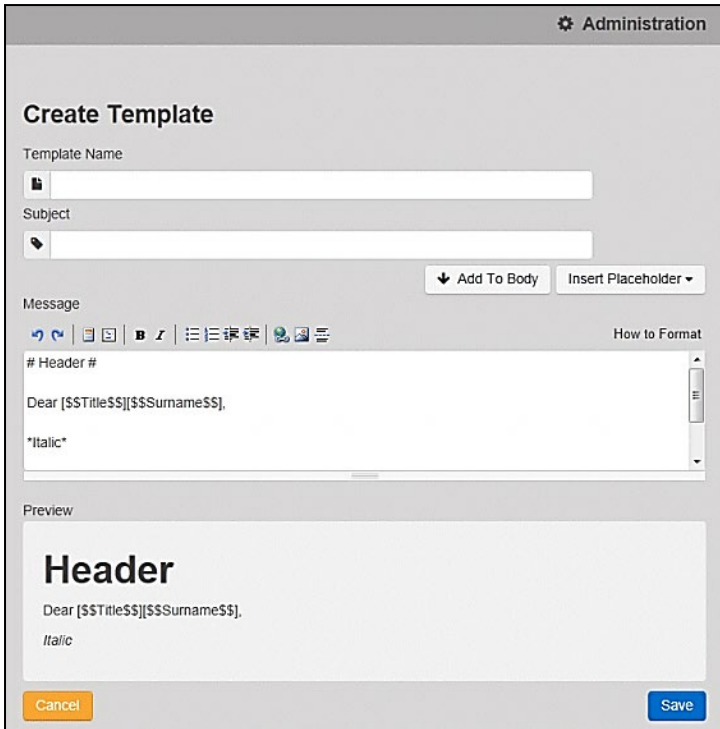 Administration
Create Template
Template Name
Subject
Add To Body Insert Placeholder
Message
B I How to Format
# Header #
Dear [$$Title$$][$$Surname$$],
*Italic*
Preview
Header
Dear [$$Title$$][$$Surname$$],
Italic
Cancel Save